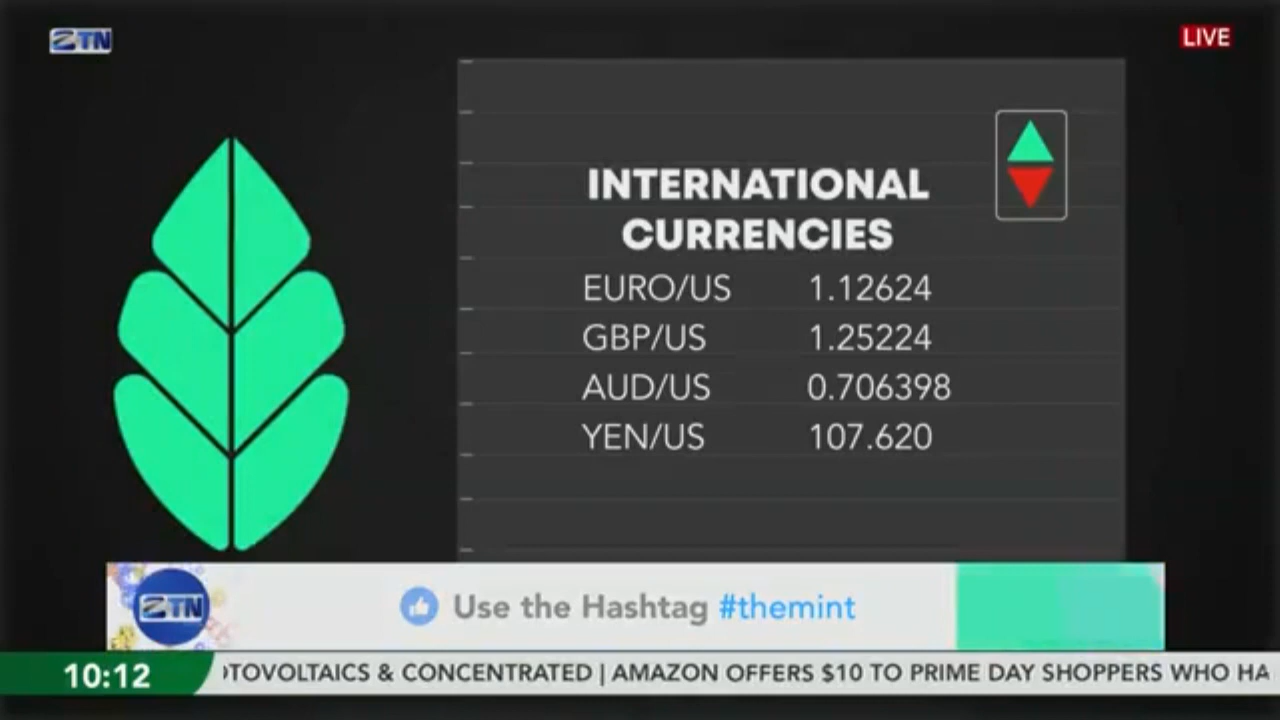 ZTN
LIVE
INTERNATIONAL
CURRENCIES
EURO/US 1.12624
GBP/US 1.25224
AUD/US 0.706398
YEN/US 107.620
ZTN
Use the Hashtag #themint
10:12
OTOVOLTAICS & CONCENTRATED | AMAZON OFFERS $10 TO PRIME DAY SHOPPERS WHO HA